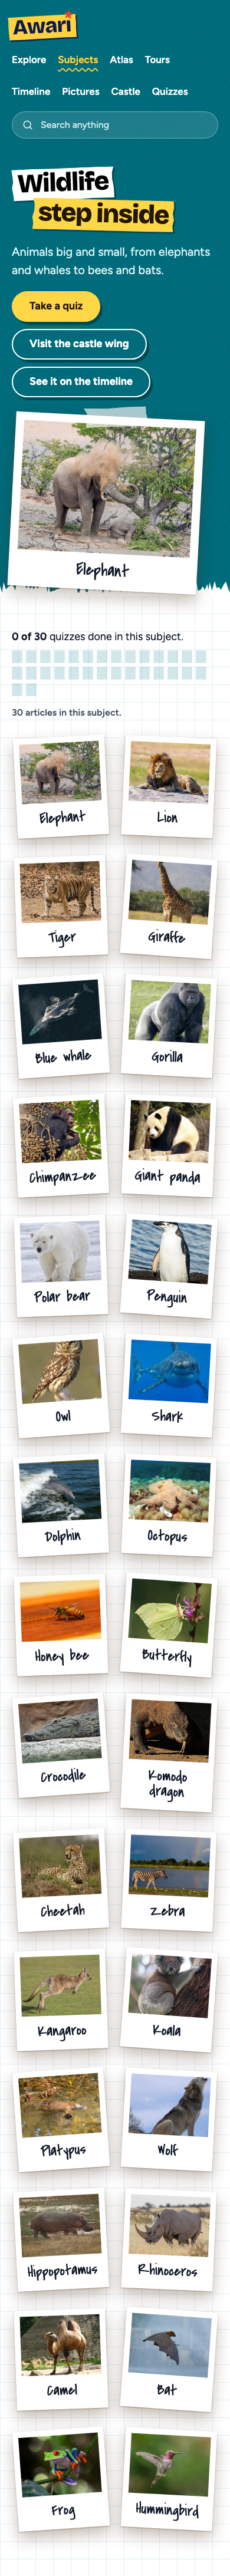 Awari
Explore Subjects Atlas Tours
Timeline Pictures Castle Quizzes
Search anything
Wildlife
step inside
Animals big and small, from elephants
and whales to bees and bats.
Take a quiz
Visit the castle wing
See it on the timeline
Elephant
0 of 30 quizzes done in this subject.
30 articles in this subject.
Elephant
Lion
Tiger
Giraffe
Blue whale
Gorilla
Chimpanzee
Giant panda
Polar bear
Penguin
Owl
Shark
Dolphin
Octopus
Honey bee
Butterfly
Crocodile
Komodo
dragon
Cheetah
Zebra
Kangaroo
Koala
Platypus
Wolf
Hippopotamus
Rhinoceros
Camel
Bat
Frog
Hummingbird